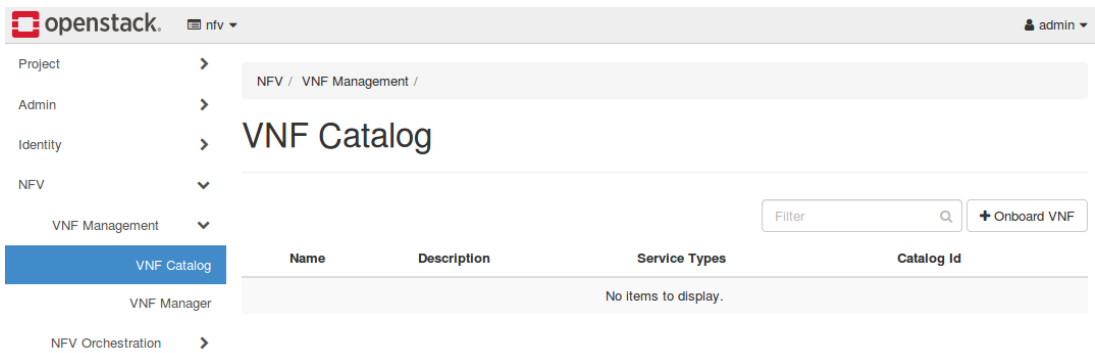 openstack. nfv admin
Project
NFV / VNF Management /
Admin
VNF Catalog
Identity
NFV
Filter
Onboard VNF
VNF Management
Name Description Service Types Catalog Id
VNF Catalog
No items to display.
VNF Manager
NFV Orchestration